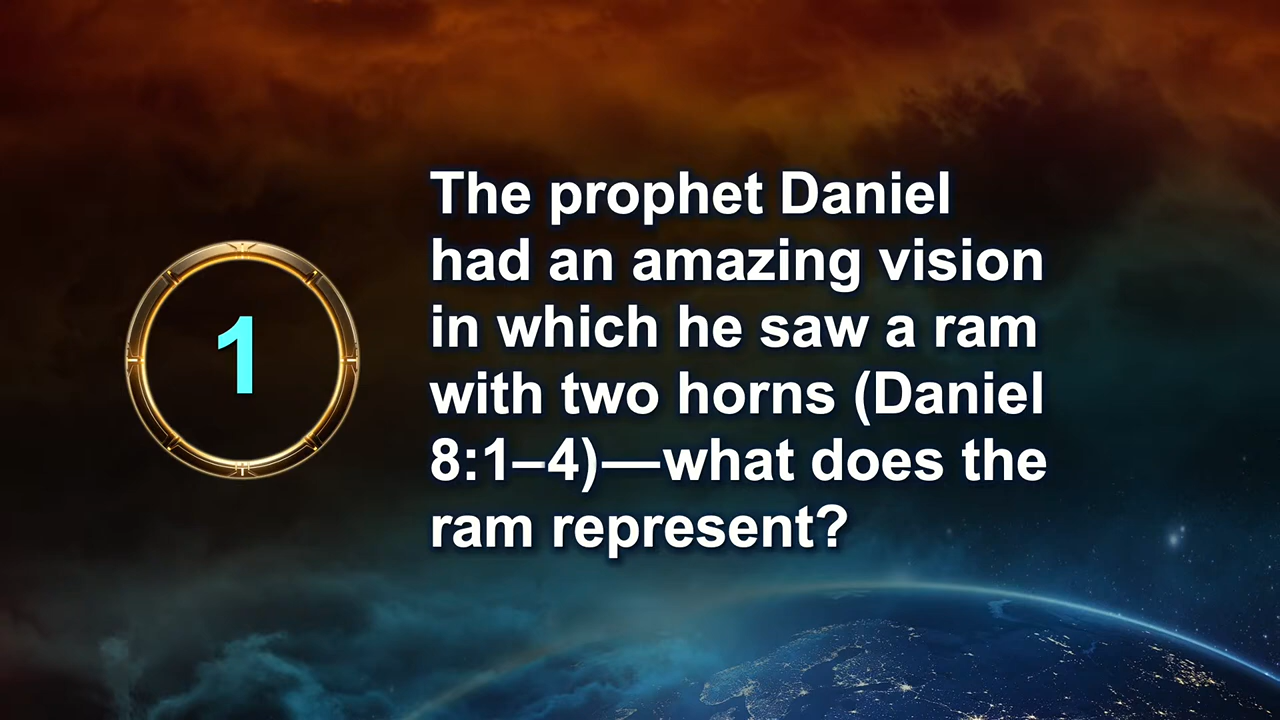 1
The prophet Daniel
had an amazing vision
in which he saw a ram
with two horns (Daniel
8:1–4)—what does the
ram represent?